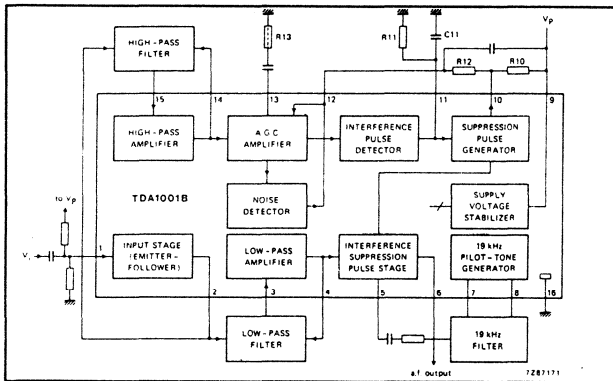 HIGH-PASS
FILTER
R13
R11
C11
Vp
R12
R10
15
14
13
12
11
10
9
HIGH-PASS
AMPLIFIER
A.G.C
AMPLIFIER
INTERFERENCE
PULSE
DETECTOR
SUPPRESSION
PULSE
GENERATOR
TDA1001B
NOISE
DETECTOR
SUPPLY
VOLTAGE
STABILIZER
to Vp
Vi
1
INPUT STAGE
(EMITTER-
FOLLOWER)
LOW-PASS
AMPLIFIER
INTERFERENCE
SUPPRESSION
PULSE STAGE
19 kHz
PILOT-TONE
GENERATOR
2
3
4
5
6
7
8
16
LOW-PASS
FILTER
19 kHz
FILTER
a.f output
7Z87171